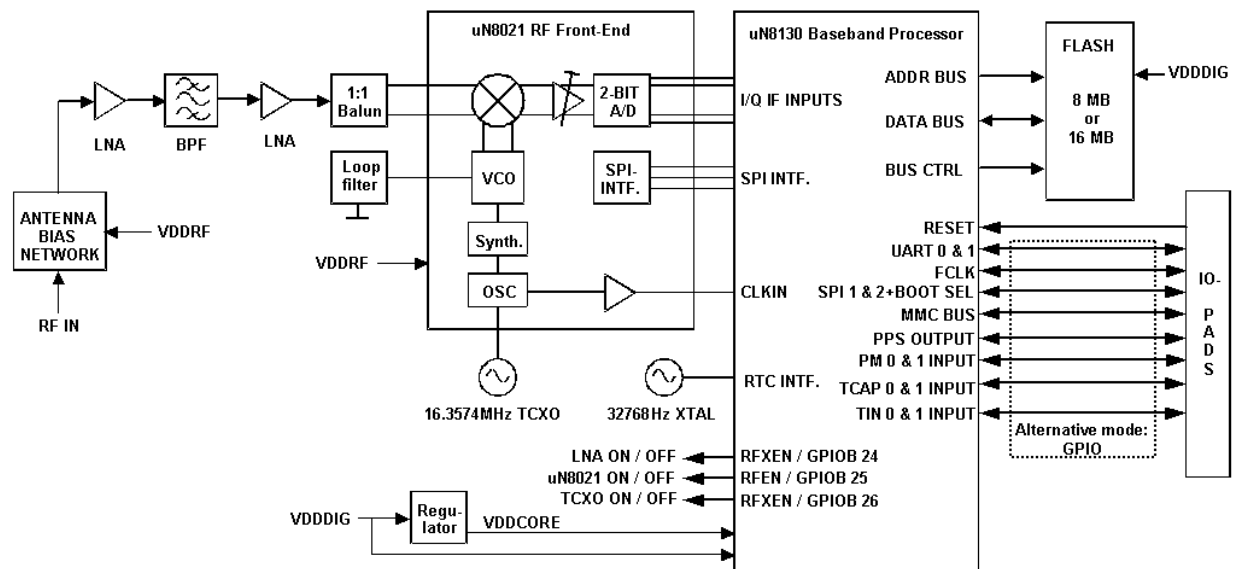 uN8021 RF Front-End
uN8130 Baseband Processor
FLASH
8 MB
or
16 MB
VDDDIG
ADDR BUS
DATA BUS
BUS CTRL
LNA
BPF
LNA
1:1
Balun
2-BIT
A/D
I/Q IF INPUTS
Loop
filter
VCO
SPI-
INTF.
SPI INTF.
ANTENNA
BIAS
NETWORK
VDDRF
RF IN
Synth.
VDDRF
OSC
CLKIN
RESET
UART 0 & 1
FCLK
SPI 1 & 2+BOOT SEL
MMC BUS
PPS OUTPUT
PM 0 & 1 INPUT
TCAP 0 & 1 INPUT
TIN 0 & 1 INPUT
IO-
P
A
D
S
Alternative mode:
GPIO
16.3574MHz TCXO
32768Hz XTAL
RTC INTF.
LNA ON / OFF
RFXEN / GPIOB 24
uN8021 ON / OFF
RFEN / GPIOB 25
TCXO ON / OFF
RFXEN / GPIOB 26
VDDDIG
Regu-
lator
VDDCORE